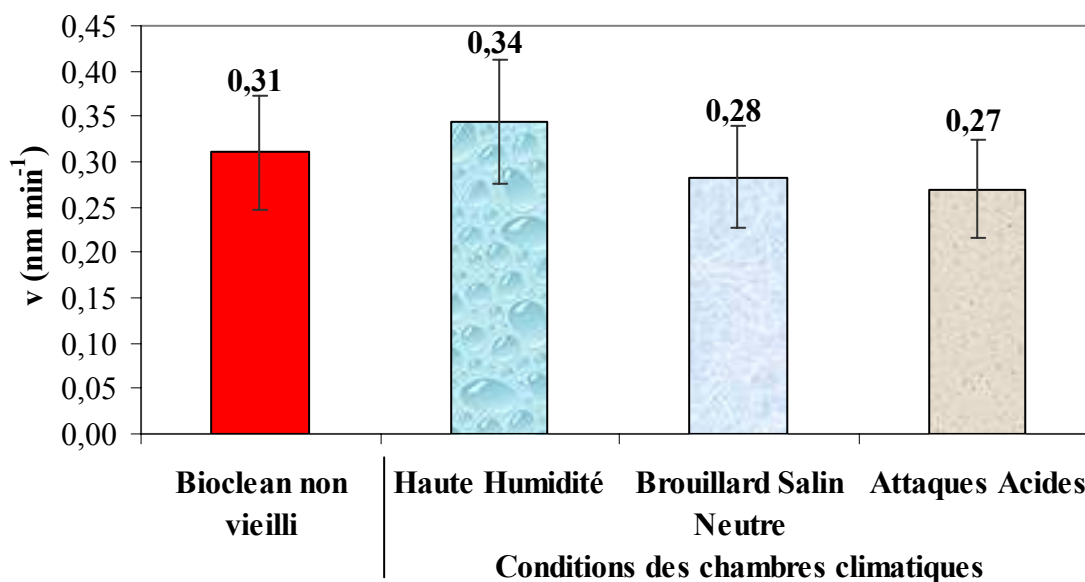 0,45
0,40
0,35
0,30
0,25
0,20
0,15
0,10
0,05
0,00
v (nm min⁻¹)
0,31
0,34
0,28
0,27
Bioclean non
vieilli
Haute Humidité
Brouillard Salin
Neutre
Attaques Acides
Conditions des chambres climatiques